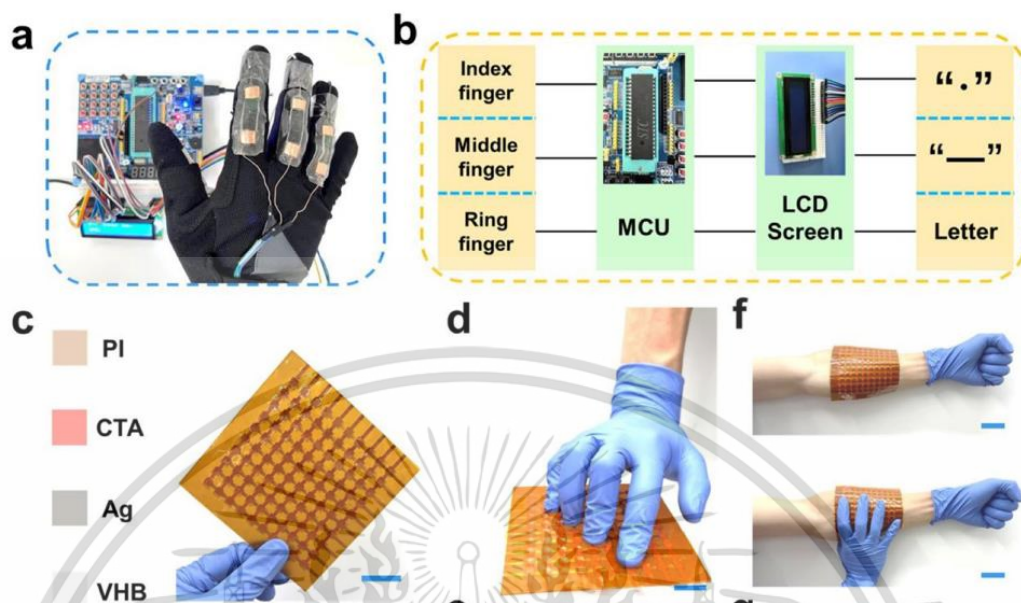 a
b
Index
finger
Middle
finger
Ring
finger
MCU
LCD
Screen
“·”
“—”
Letter
c
PI
CTA
Ag
VHB
d
f